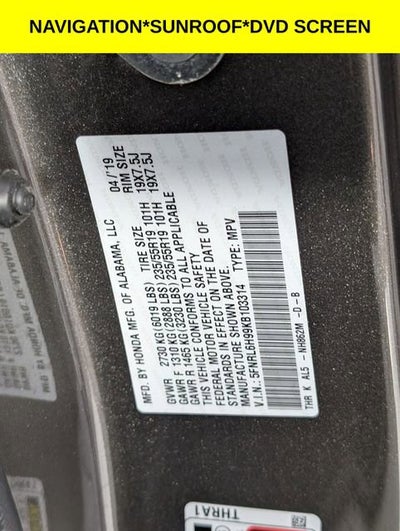 NAVIGATION*SUNROOF*DVD SCREEN
MFD. BY HONDA MFG. OF ALABAMA, LLC 04/'19
TIRE SIZE RIM SIZE
GVWR 2730 KG(6019 LBS)
GAWR F 1310 KG(2888 LBS) 235/55R19 101H 19X7.5J
GAWR R 1465 KG(3230 LBS) 235/55R19 101H 19X7.5J
THIS VEHICLE CONFORMS TO ALL APPLICABLE
FEDERAL MOTOR VEHICLE SAFETY
STANDARDS IN EFFECT ON THE DATE OF
MANUFACTURE SHOWN ABOVE.
V.I.N.: 5FNRL6H99KB103314 TYPE: MPV
THR K AL5 - NH862M -D-B
THRA1